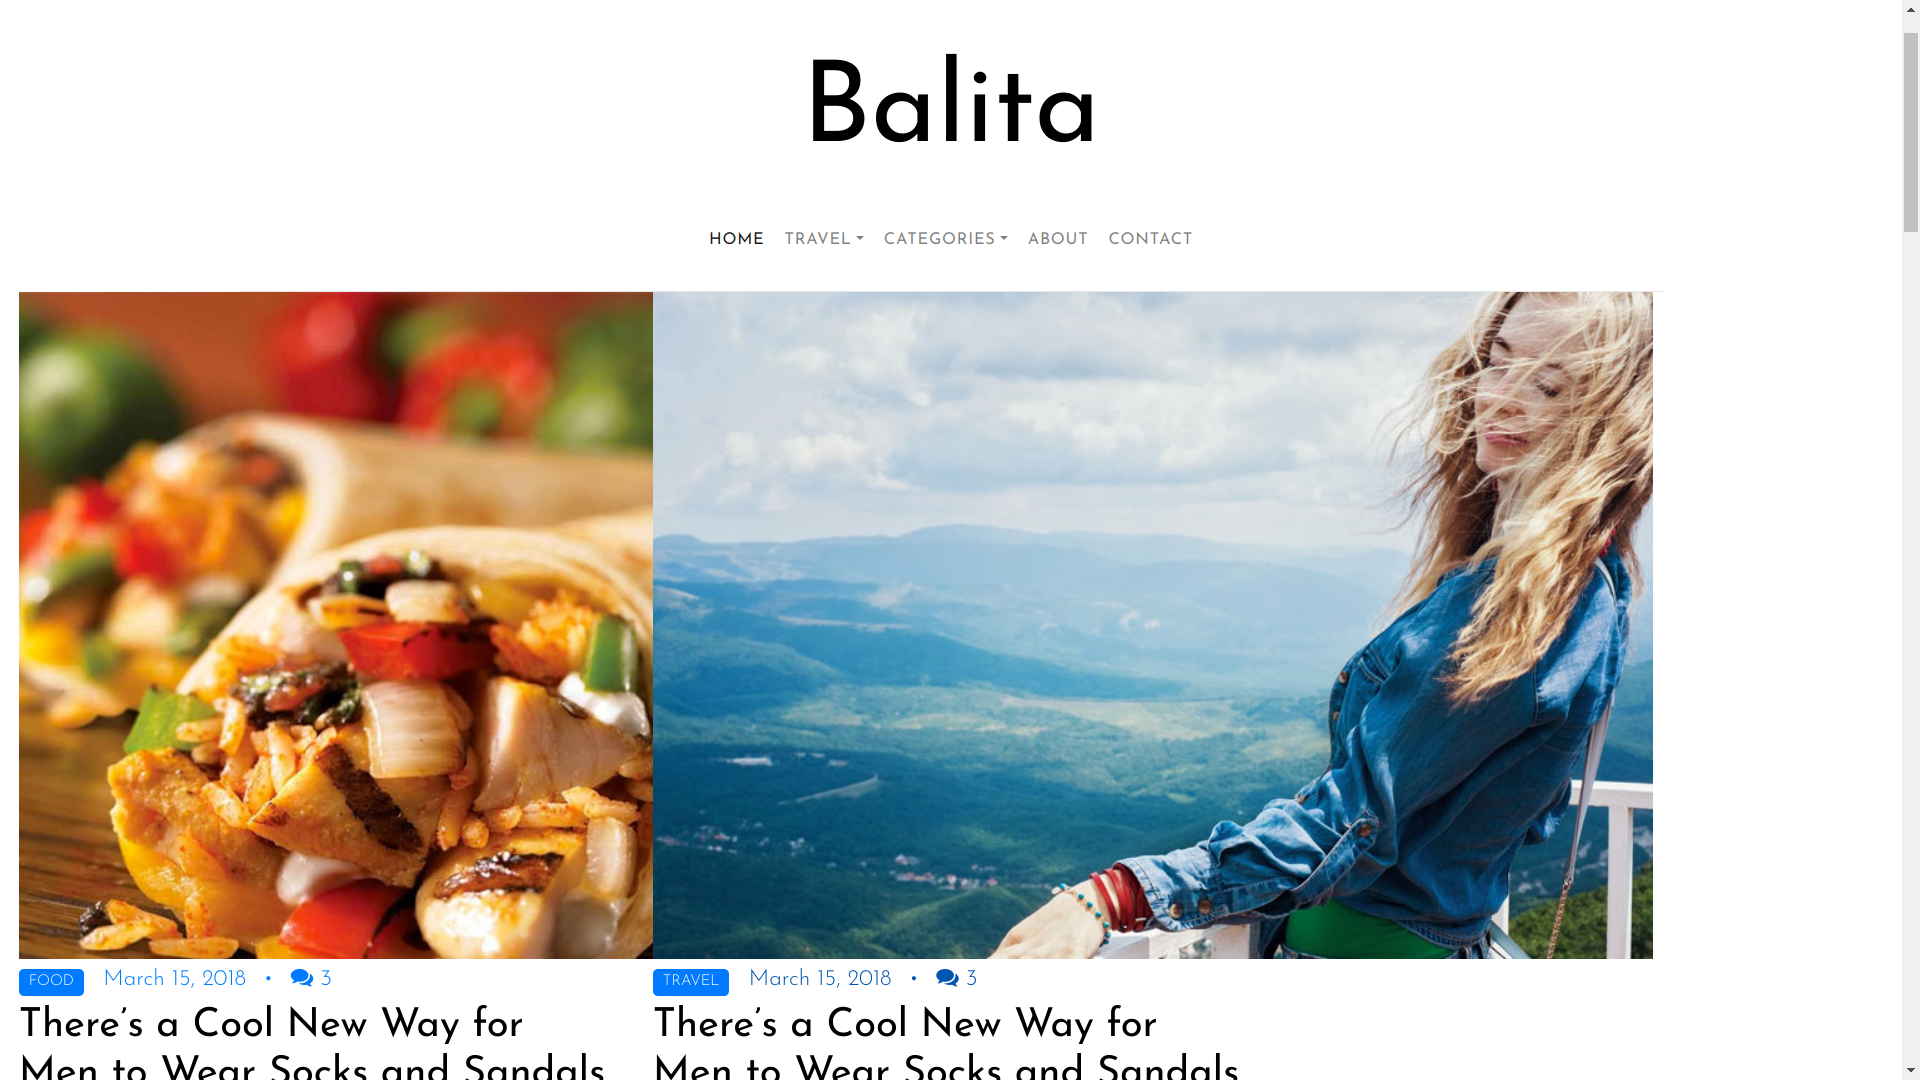 Balita
HOME TRAVEL CATEGORIES ABOUT CONTACT
FOOD March 15, 2018 • 3
There’s a Cool New Way for
Men to Wear Socks and Sandals
TRAVEL March 15, 2018 • 3
There’s a Cool New Way for
Men to Wear Socks and Sandals